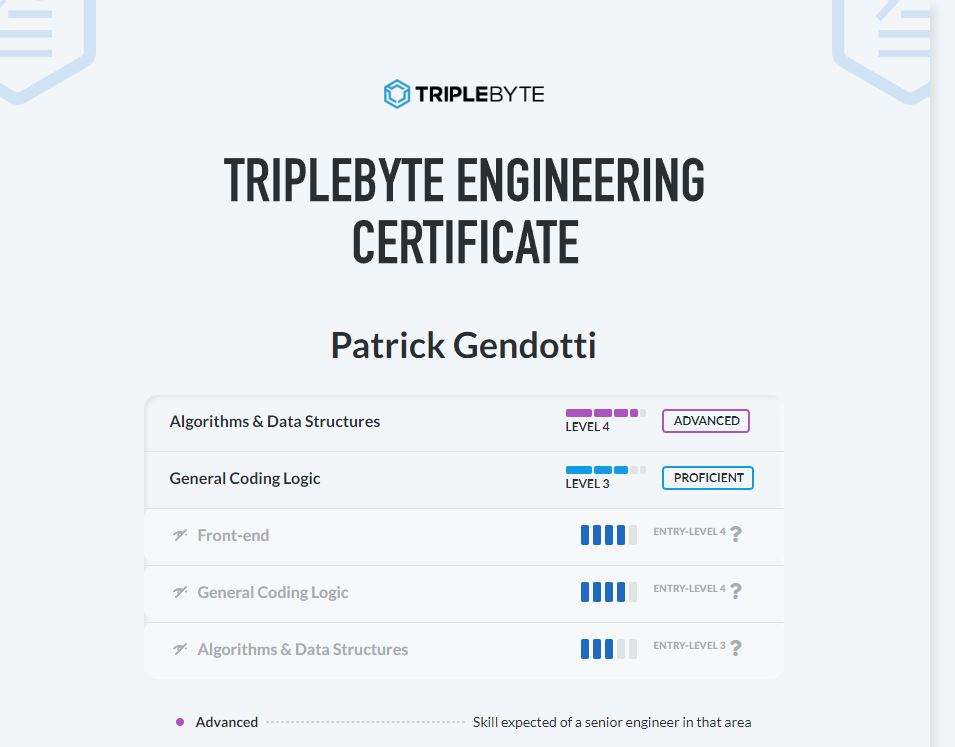 TRIPLEBYTE
TRIPLEBYTE ENGINEERING
CERTIFICATE
Patrick Gendotti
Algorithms & Data Structures LEVEL 4 ADVANCED
General Coding Logic LEVEL 3 PROFICIENT
Front-end ENTRY-LEVEL 4 ?
General Coding Logic ENTRY-LEVEL 4 ?
Algorithms & Data Structures ENTRY-LEVEL 3 ?
Advanced Skill expected of a senior engineer in that area